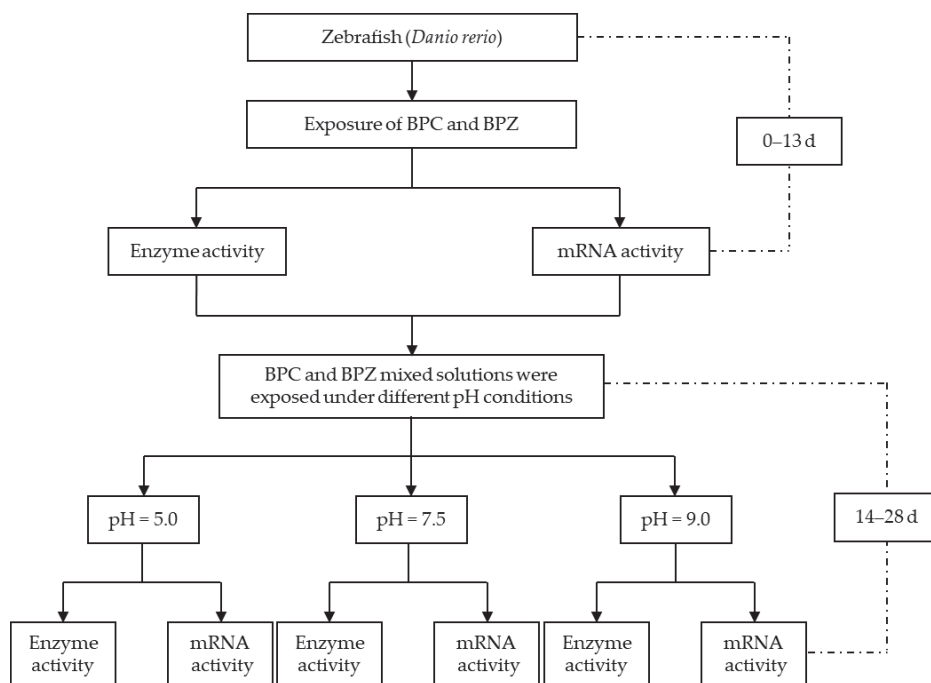 Zebrafish (Danio rerio)
Exposure of BPC and BPZ
0–13 d
Enzyme activity
mRNA activity
BPC and BPZ mixed solutions were
exposed under different pH conditions
pH = 5.0
pH = 7.5
pH = 9.0
14–28 d
Enzyme
activity
mRNA
activity
Enzyme
activity
mRNA
activity
Enzyme
activity
mRNA
activity